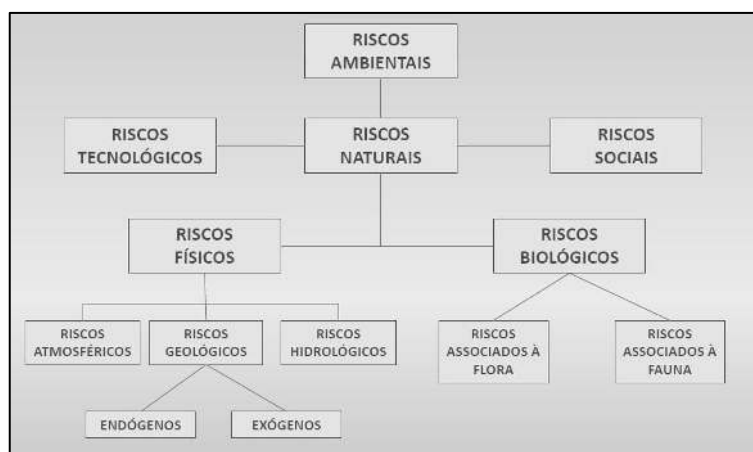 RISCOS
AMBIENTAIS
RISCOS
TECNOLÓGICOS
RISCOS
NATURAIS
RISCOS
SOCIAIS
RISCOS
FÍSICOS
RISCOS
BIOLÓGICOS
RISCOS
ATMOSFÉRICOS
RISCOS
GEOLÓGICOS
RISCOS
HIDROLÓGICOS
RISCOS
ASSOCIADOS À
FLORA
RISCOS
ASSOCIADOS À
FAUNA
ENDÓGENOS
EXÓGENOS